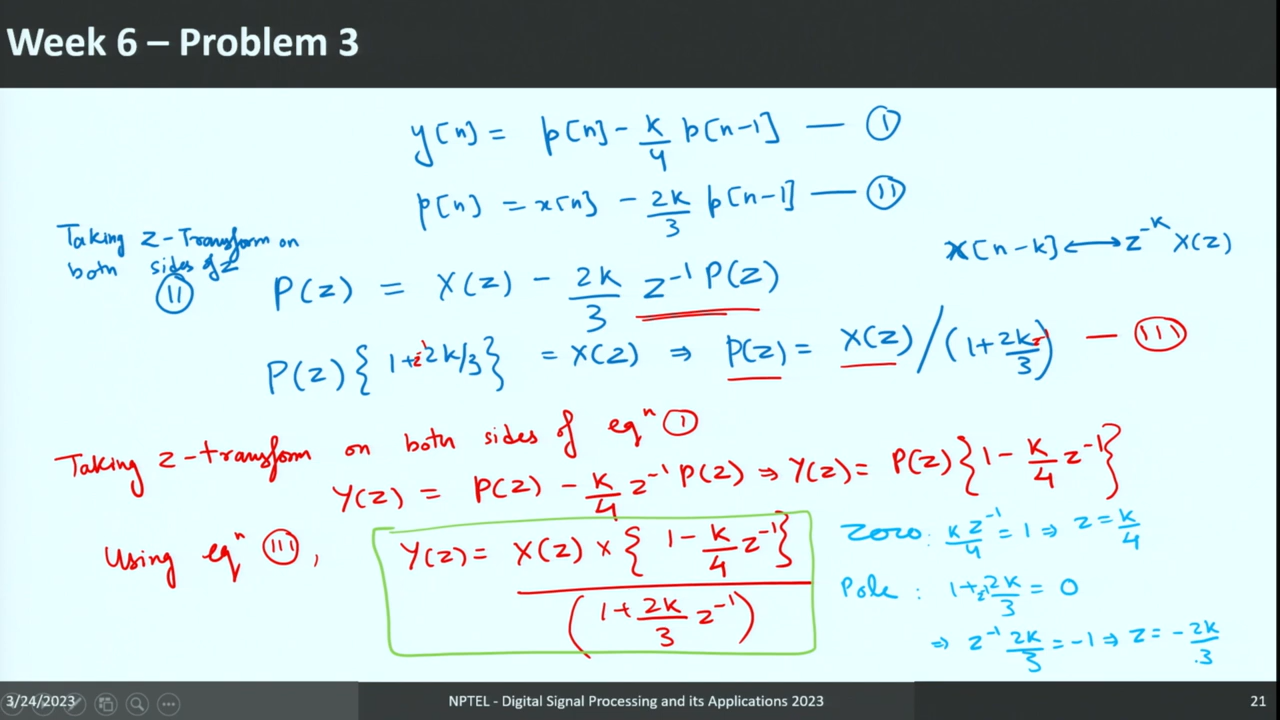 Week 6 – Problem 3
y[n] = p[n] - k/4 p[n-1] — (I)
p[n] = x[n] - 2k/3 p[n-1] — (II)
Taking z-Transform on
both sides of z
(II)
x[n-k] ⟷ z^-k X(z)
P(z) = X(z) - 2k/3 z^-1 P(z)
P(z) { 1 + z^-1 2k/3 } = X(z) ⇒ P(z) = X(z) / (1 + 2k/3 z^-1) — (III)
Taking z-transform on both sides of eqn (I)
Y(z) = P(z) - k/4 z^-1 P(z) ⇒ Y(z) = P(z) { 1 - k/4 z^-1 }
Using eqn (III),
Y(z) = X(z) x { 1 - k/4 z^-1 } / (1 + 2k/3 z^-1)
Zero : k z^-1/4 = 1 ⇒ z = k/4
Pole : 1 + z^-1 2k/3 = 0
⇒ z^-1 2k/3 = -1 ⇒ z = -2k/3
3/24/2023
NPTEL - Digital Signal Processing and its Applications 2023
21